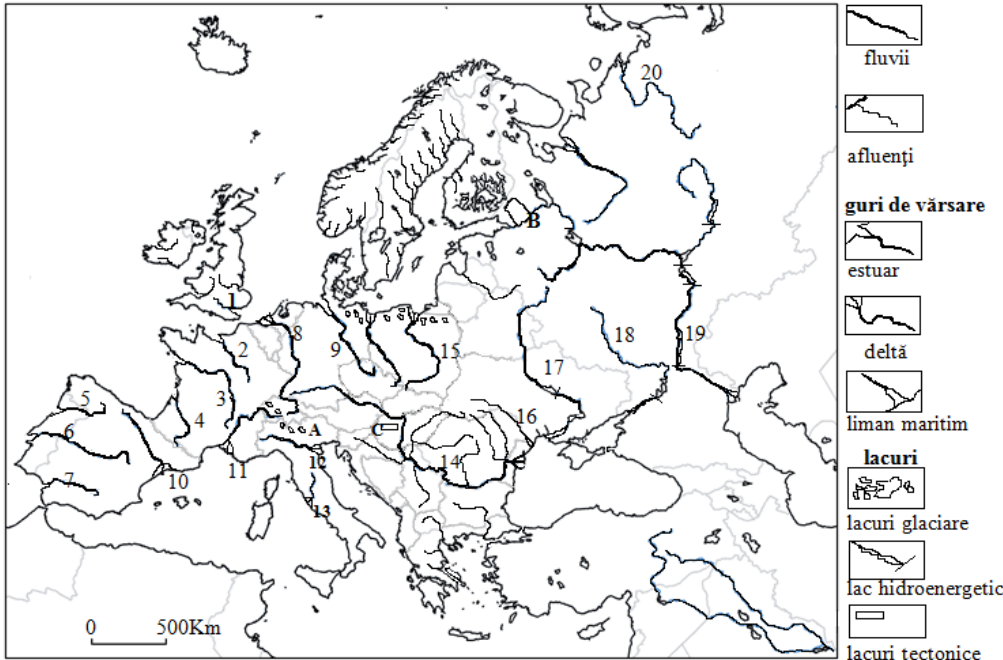 20
B
1
2
8
9
15
18
19
17
3
5
4
6
A
C
16
14
7
10
11
12
13
0 500Km
fluvii
afluenţi
guri de vărsare
estuar
deltă
liman maritim
lacuri
lacuri glaciare
lac hidroenergetic
lacuri tectonice